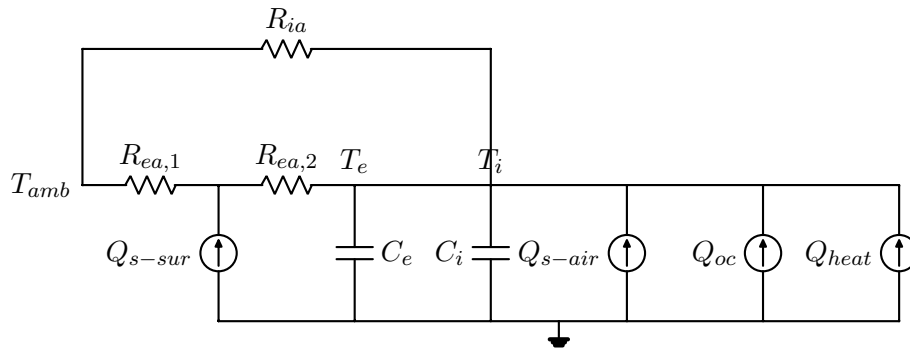 R_{ia}
R_{ea,1} R_{ea,2} T_e T_i
T_{amb}
Q_{s-sur} C_e C_i Q_{s-air} Q_{oc} Q_{heat}